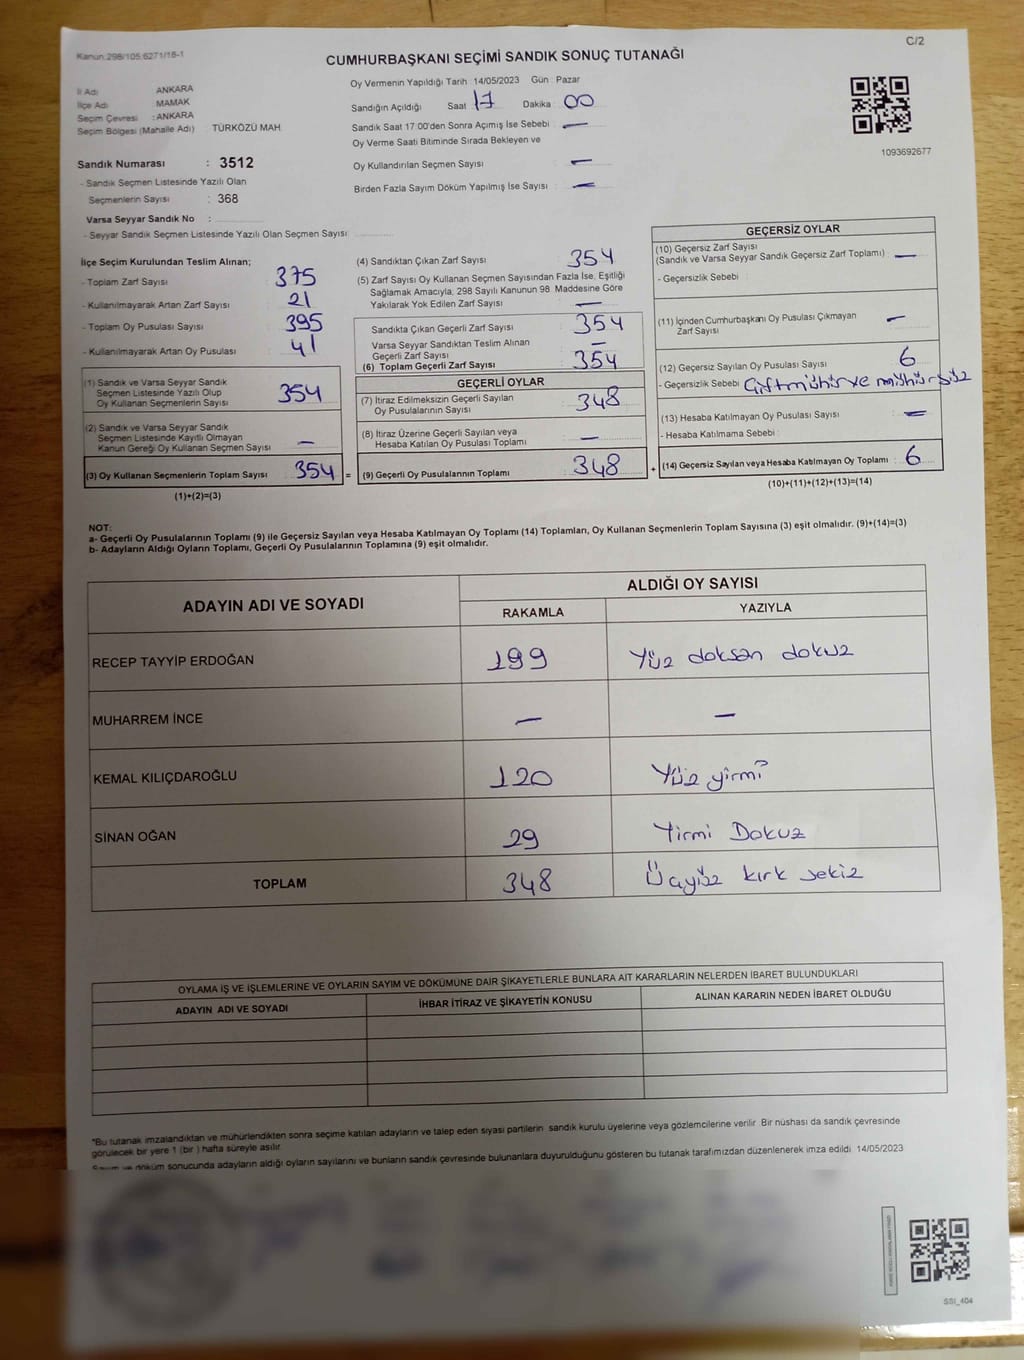 Kanun.298/105.6271/18-1
C/2
CUMHURBAŞKANI SEÇİMİ SANDIK SONUÇ TUTANAĞI
İl Adı ANKARA
İlçe Adı MAMAK
Seçim Çevresi : ANKARA
Seçim Bölgesi (Mahalle Adı) TÜRKÖZÜ MAH
Sandık Numarası : 3512
- Sandık Seçmen Listesinde Yazılı Olan
Seçmenlerin Sayısı : 368
Varsa Seyyar Sandık No :
- Seyyar Sandık Seçmen Listesinde Yazılı Olan Seçmen Sayısı:
Oy Vermenin Yapıldığı Tarih 14/05/2023 Gün Pazar
Sandığın Açıldığı Saat 17 Dakika : 00
Sandık Saat 17:00'den Sonra Açımış İse Sebebi : —
Oy Verme Saati Bitiminde Sırada Bekleyen ve
Oy Kullandırılan Seçmen Sayısı : —
Birden Fazla Sayım Döküm Yapılmış İse Sayısı : —
1093692677
İlçe Seçim Kurulundan Teslim Alınan;
- Toplam Zarf Sayısı : 375
- Kullanılmayarak Artan Zarf Sayısı : 21
- Toplam Oy Pusulası Sayısı : 395
- Kullanılmayarak Artan Oy Pusulası : 41
(1) Sandık ve Varsa Seyyar Sandık
Seçmen Listesinde Yazılı Olup
Oy Kullanan Seçmenlerin Sayısı : 354
(2) Sandık ve Varsa Seyyar Sandık
Seçmen Listesinde Kayıtlı Olmayan
Kanun Gereği Oy Kullanan Seçmen Sayısı : —
(3) Oy Kullanan Seçmenlerin Toplam Sayısı : 354 =
(1)+(2)=(3)
(4) Sandıktan Çıkan Zarf Sayısı : 354
(5) Zarf Sayısı Oy Kullanan Seçmen Sayısından Fazla İse, Eşitliği
Sağlamak Amacıyla, 298 Sayılı Kanunun 98. Maddesine Göre
Yakılarak Yok Edilen Zarf Sayısı : —
Sandıkta Çıkan Geçerli Zarf Sayısı : 354
Varsa Seyyar Sandıktan Teslim Alınan
Geçerli Zarf Sayısı : —
(6) Toplam Geçerli Zarf Sayısı : 354
GEÇERLİ OYLAR
(7) İtiraz Edilmeksizin Geçerli Sayılan
Oy Pusulalarının Sayısı : 348
(8) İtiraz Üzerine Geçerli Sayılan veya
Hesaba Katılan Oy Pusulası Toplamı : —
(9) Geçerli Oy Pusulalarının Toplamı : 348 +
GEÇERSİZ OYLAR
(10) Geçersiz Zarf Sayısı
(Sandık ve Varsa Seyyar Sandık Geçersiz Zarf Toplamı) : —
- Geçersizlik Sebebi :
(11) İçinden Cumhurbaşkanı Oy Pusulası Çıkmayan
Zarf Sayısı : —
(12) Geçersiz Sayılan Oy Pusulası Sayısı : 6
- Geçersizlik Sebebi : Çift mühür ve mühürsüz
(13) Hesaba Katılmayan Oy Pusulası Sayısı : —
- Hesaba Katılmama Sebebi :
(14) Geçersiz Sayılan veya Hesaba Katılmayan Oy Toplamı : 6
(10)+(11)+(12)+(13)=(14)
NOT:
a- Geçerli Oy Pusulalarının Toplamı (9) ile Geçersiz Sayılan veya Hesaba Katılmayan Oy Toplamı (14) Toplamları, Oy Kullanan Seçmenlerin Toplam Sayısına (3) eşit olmalıdır. (9)+(14)=(3)
b- Adayların Aldığı Oyların Toplamı, Geçerli Oy Pusulalarının Toplamına (9) eşit olmalıdır.
ADAYIN ADI VE SOYADI ALDIĞI OY SAYISI
RAKAMLA YAZIYLA
RECEP TAYYİP ERDOĞAN 199 Yüz doksan dokuz
MUHARREM İNCE — —
KEMAL KILIÇDAROĞLU 120 Yüz yirmi
SİNAN OĞAN 29 Yirmi Dokuz
TOPLAM 348 Üçyüz kırk sekiz
OYLAMA İŞ VE İŞLEMLERİNE VE OYLARIN SAYIM VE DÖKÜMÜNE DAİR ŞİKAYETLERLE BUNLARA AİT KARARLARIN NELERDEN İBARET BULUNDUKLARI
ADAYIN ADI VE SOYADI İHBAR İTİRAZ VE ŞİKAYETİN KONUSU ALINAN KARARIN NEDEN İBARET OLDUĞU
*Bu tutanak imzalandıktan ve mühürlendikten sonra seçime katılan adayların ve talep eden siyasi partilerin sandık kurulu üyelerine veya gözlemcilerine verilir. Bir nüshası da sandık çevresinde
görülecek bir yere 1 (bir ) hafta süreyle asılır.
Sayım ve döküm sonucunda adayların aldığı oyların sayılarını ve bunların sandık çevresinde bulunanlara duyurulduğunu gösteren bu tutanak tarafımızdan düzenlenerek imza edildi 14/05/2023
SSI_404